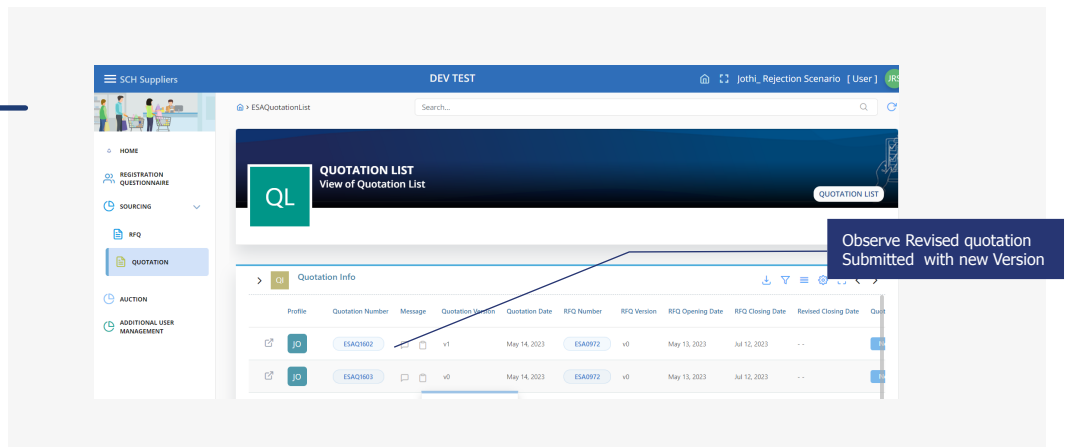 SCH Suppliers
DEV TEST
Jothi_ Rejection Scenario [ User ]
JRS
> ESAQuotationList
Search...
HOME
REGISTRATION
QUESTIONNAIRE
SOURCING
RFQ
QUOTATION
AUCTION
ADDITIONAL USER
MANAGEMENT
QL
QUOTATION LIST
View of Quotation List
QUOTATION LIST
Observe Revised quotation
Submitted with new Version
> QI Quotation Info
Profile Quotation Number Message Quotation Version Quotation Date RFQ Number RFQ Version RFQ Opening Date RFQ Closing Date Revised Closing Date
JO ESAQ1602 v1 May 14, 2023 ESA0972 v0 May 13, 2023 Jul 12, 2023 - -
JO ESAQ1603 v0 May 14, 2023 ESA0972 v0 May 13, 2023 Jul 12, 2023 - -